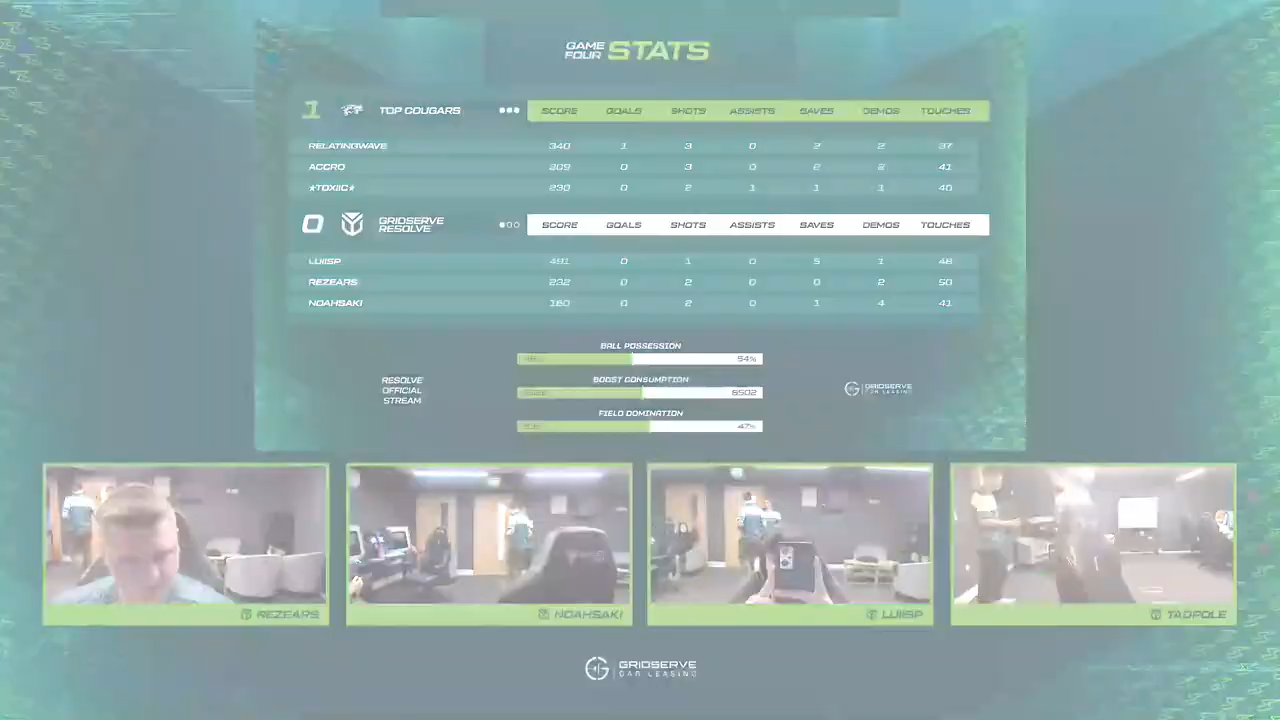 GAME FOUR STATS
1 TOP COUGARS SCORE GOALS SHOTS ASSISTS SAVES DEMOS TOUCHES
RELATINGWAVE 340 1 3 0 2 2 37
ACCRO 309 0 3 0 2 2 41
★TOXIIC★ 230 0 2 1 1 1 40
0 GRIDSERVE RESOLVE SCORE GOALS SHOTS ASSISTS SAVES DEMOS TOUCHES
LUIISP 491 0 1 0 5 1 48
REZEARS 232 0 2 0 0 2 50
NOAHSAKI 160 0 2 0 1 4 41
BALL POSSESSION
54%
BOOST CONSUMPTION
6502
FIELD DOMINATION
47%
RESOLVE
OFFICIAL
STREAM
GRIDSERVE
CAR LEASING
REZEARS
NOAHSAKI
LUIISP
TADPOLE
GRIDSERVE
CAR LEASING